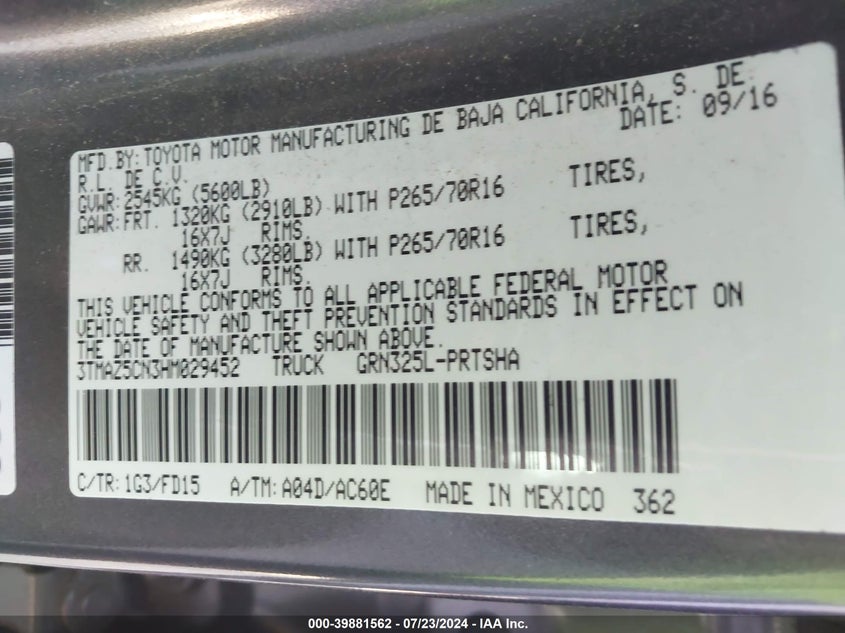 MFD.BY:TOYOTA MOTOR MANUFACTURING DE BAJA CALIFORNIA, S. DE
R.L. DE C.V. DATE: 09/16
GVWR:2545KG (5600LB)
GAWR:FRT. 1320KG (2910LB) WITH P265/70R16 TIRES,
16X7J RIMS.
RR. 1490KG (3280LB) WITH P265/70R16 TIRES,
16X7J RIMS.
THIS VEHICLE CONFORMS TO ALL APPLICABLE FEDERAL MOTOR
VEHICLE SAFETY AND THEFT PREVENTION STANDARDS IN EFFECT ON
THE DATE OF MANUFACTURE SHOWN ABOVE.
3TMAZ5CN3HM029452 TRUCK GRN325L-PRTSHA
C/TR:1G3/FD15 A/TM:A04D/AC60E MADE IN MEXICO 362
000-39881562 - 07/23/2024 - IAA Inc.